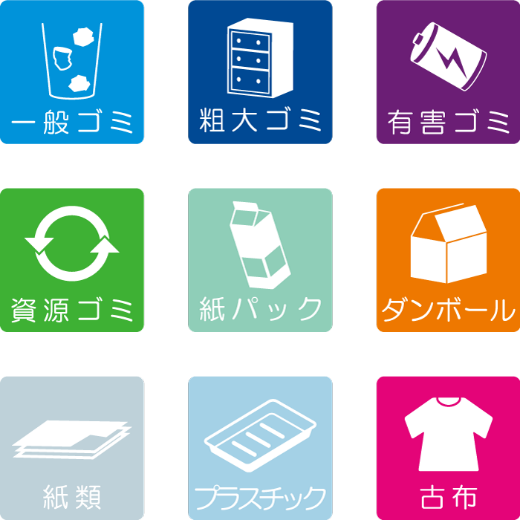 一般ゴミ
粗大ゴミ
有害ゴミ
資源ゴミ
紙パック
ダンボール
紙類
プラスチック
古布